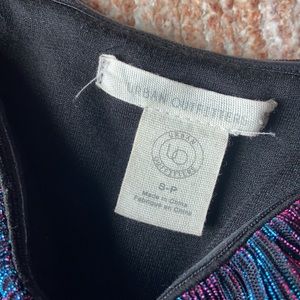 URBAN OUTFITTERS
URBAN
UO
OUTFITTERS
S-P
Made in China
Fabriqué en Chine